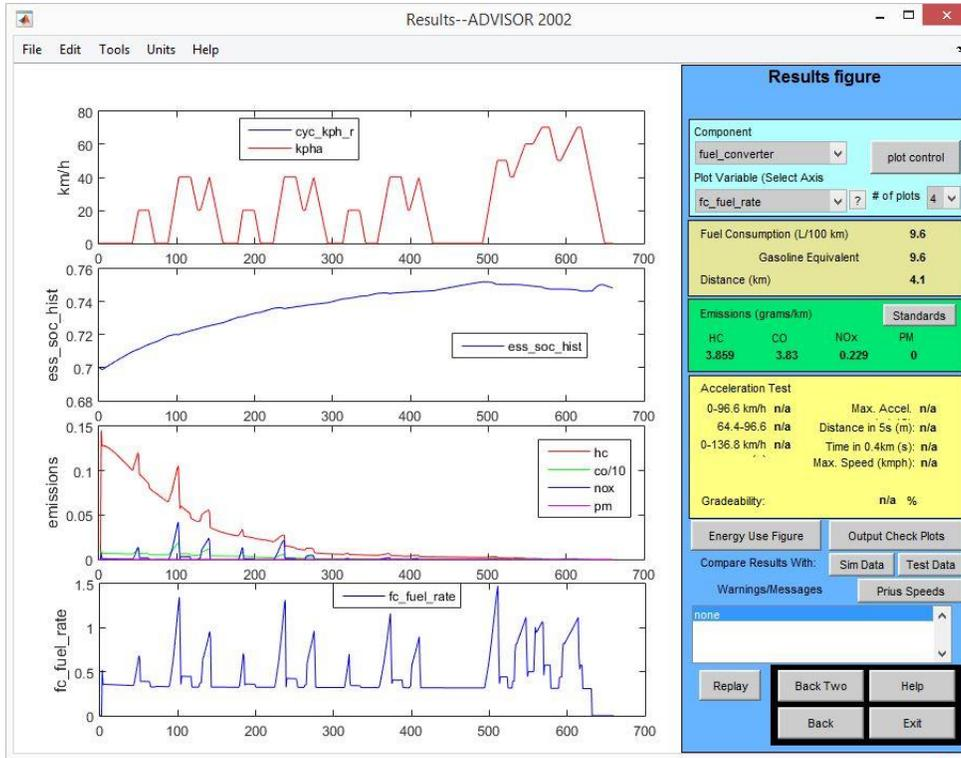 Results--ADVISOR 2002
File Edit Tools Units Help
km/h
80
60
40
20
0
cyc_kph_r
kpha
0 100 200 300 400 500 600 700
ess_soc_hist
0.76
0.74
0.72
0.7
0.68
ess_soc_hist
0 100 200 300 400 500 600 700
emissions
0.15
0.1
0.05
0
hc
co/10
nox
pm
0 100 200 300 400 500 600 700
fc_fuel_rate
1.5
1
0.5
0
fc_fuel_rate
0 100 200 300 400 500 600 700
Results figure
Component
fuel_converter
plot control
Plot Variable (Select Axis
fc_fuel_rate ? # of plots 4
Fuel Consumption (L/100 km) 9.6
Gasoline Equivalent 9.6
Distance (km) 4.1
Emissions (grams/km) Standards
HC CO NOx PM
3.859 3.83 0.229 0
Acceleration Test
0-96.6 km/h n/a Max. Accel. n/a
64.4-96.6 n/a Distance in 5s (m): n/a
0-136.8 km/h n/a Time in 0.4km (s): n/a
Max. Speed (kmph): n/a
Gradeability: n/a %
Energy Use Figure Output Check Plots
Compare Results With: Sim Data Test Data
Warnings/Messages Prius Speeds
none
Replay Back Two Help
Back Exit